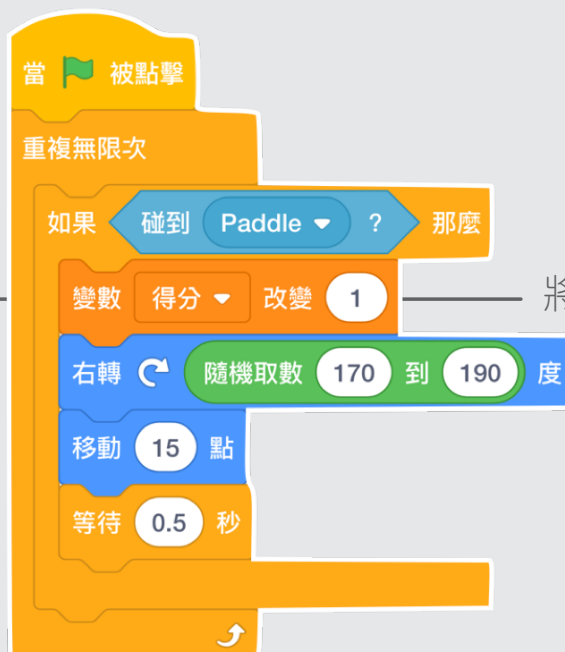 當 被點擊
重複無限次
如果 碰到 Paddle ? 那麼
變數 得分 改變 1
將
右轉 隨機取數 170 到 190 度
移動 15 點
等待 0.5 秒